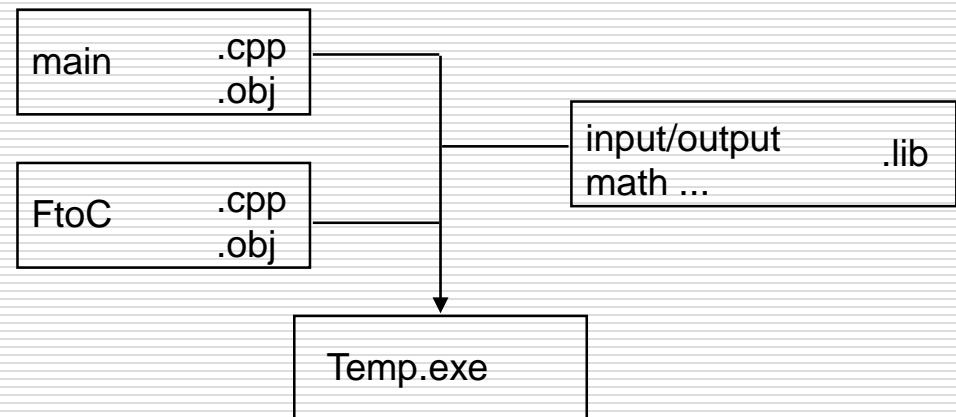 main .cpp
.obj
input/output .lib
math ...
FtoC .cpp
.obj
Temp.exe